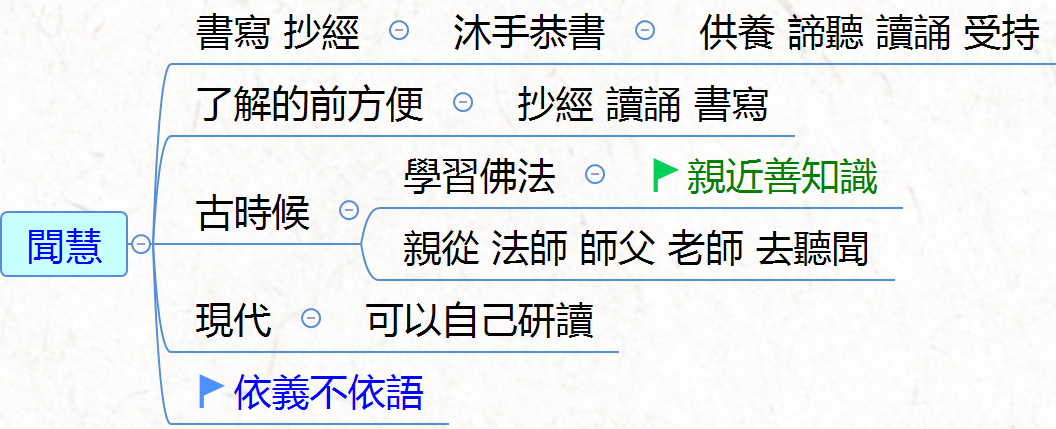 書寫 抄經 沐手恭書 供養 諦聽 讀誦 受持
了解的前方便 抄經 讀誦 書寫
學習佛法 親近善知識
古時候
親從 法師 師父 老師 去聽聞
聞慧
現代 可以自己研讀
依義不依語